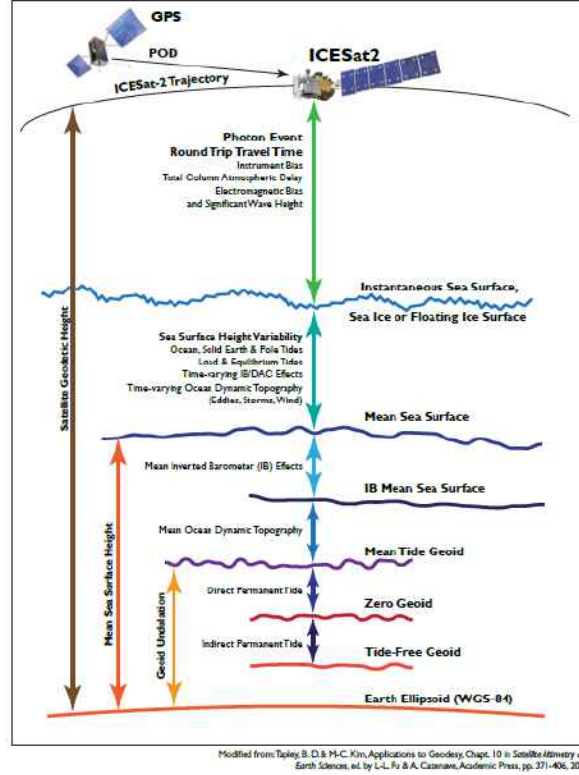 GPS
POD
ICESat2
ICESat-2 Trajectory
Photon Event
Round Trip Travel Time
Instrument Bias
Total Column Atmospheric Delay
Electromagnetic Bias
and Significant Wave Height
Satellite Geodetic Height
Instantaneous Sea Surface,
Sea Ice or Floating Ice Surface
Sea Surface Height Variability
Ocean, Solid Earth & Pole Tides
Load & Equilibrium Tides
Time-varying IB/DAC Effects
Time-varying Ocean Dynamic Topography
(Eddies, Storms, Wind)
Mean Sea Surface
Mean Inverted Barometer (IB) Effects
IB Mean Sea Surface
Mean Sea Surface Height
Mean Ocean Dynamic Topography
Mean Tide Geoid
Geoid Undulation
Direct Permanent Tide
Zero Geoid
Indirect Permanent Tide
Tide-Free Geoid
Earth Ellipsoid (WGS-84)
Modified from: Tapley, B. D. & M-C. Kim, Applications to Geodesy, Chapt. 10 in Satellite Altimetry
Earth Sciences, ed. by L-L. Fu & A. Cazenave, Academic Press, pp. 371-406,